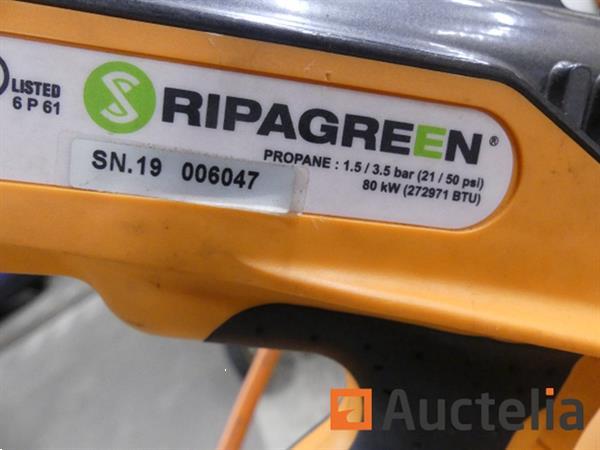 LISTED
6 P 61
RIPAGREEN®
SN.19 006047
PROPANE : 1.5 / 3.5 bar (21 / 50 psi)
80 kW (272971 BTU)
Auctelia®